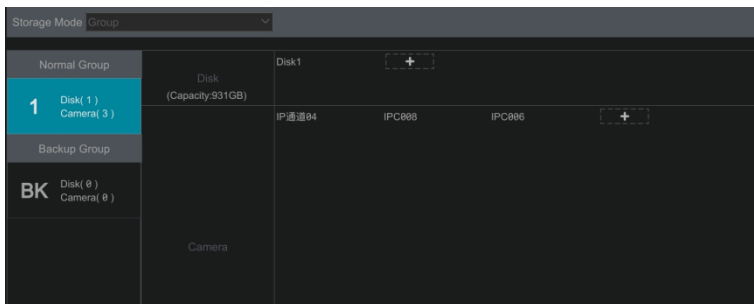 Storage Mode Group
Normal Group
1
Disk( 1 )
Camera( 3 )
Backup Group
BK
Disk( 0 )
Camera( 0 )
Disk
(Capacity:931GB)
Camera
Disk1 +
IP通道04 IPC008 IPC006 +